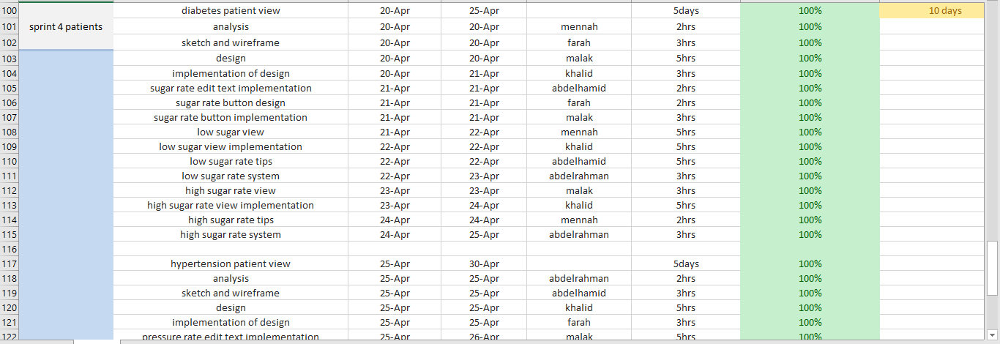 100 diabetes patient view 20-Apr 25-Apr 5days 100% 10 days
101 sprint 4 patients analysis 20-Apr 20-Apr mennah 2hrs 100%
102 sketch and wireframe 20-Apr 20-Apr farah 3hrs 100%
103 design 20-Apr 20-Apr malak 5hrs 100%
104 implementation of design 20-Apr 21-Apr khalid 3hrs 100%
105 sugar rate edit text implementation 21-Apr 21-Apr abdelhamid 2hrs 100%
106 sugar rate button design 21-Apr 21-Apr farah 2hrs 100%
107 sugar rate button implementation 21-Apr 21-Apr malak 3hrs 100%
108 low sugar view 21-Apr 22-Apr mennah 5hrs 100%
109 low sugar view implementation 22-Apr 22-Apr khalid 5hrs 100%
110 low sugar rate tips 22-Apr 22-Apr abdelhamid 5hrs 100%
111 low sugar rate system 22-Apr 23-Apr abdelrahman 3hrs 100%
112 high sugar rate view 23-Apr 23-Apr malak 3hrs 100%
113 high sugar rate view implementation 23-Apr 24-Apr khalid 5hrs 100%
114 high sugar rate tips 24-Apr 24-Apr mennah 2hrs 100%
115 high sugar rate system 24-Apr 25-Apr abdelrahman 3hrs 100%
116
117 hypertension patient view 25-Apr 30-Apr 5days 100%
118 analysis 25-Apr 25-Apr abdelrahman 2hrs 100%
119 sketch and wireframe 25-Apr 25-Apr abdelhamid 3hrs 100%
120 design 25-Apr 25-Apr khalid 5hrs 100%
121 implementation of design 25-Apr 25-Apr farah 3hrs 100%
122 pressure rate edit text implementation 25-Apr 26-Apr malak 5hrs 100%